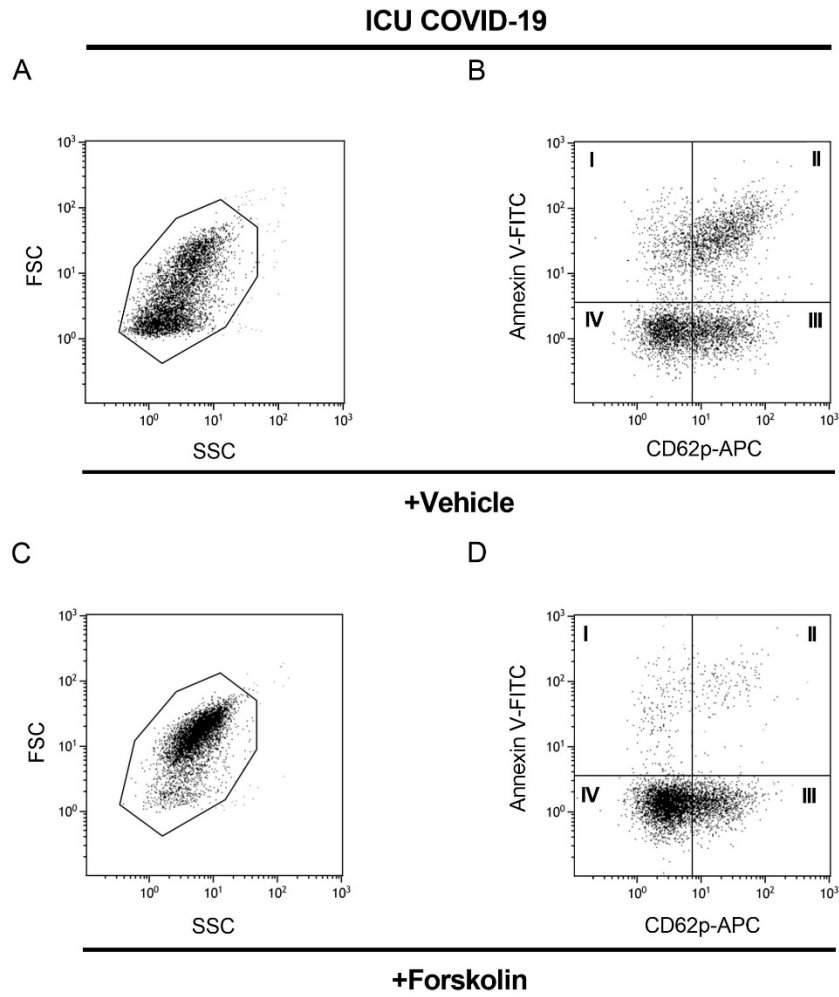 ICU COVID-19
A
B
10³
10²
10¹
10⁰
FSC
10⁰ 10¹ 10² 10³
SSC
10³
10²
10¹
10⁰
Annexin V-FITC
I
II
IV
III
10⁰ 10¹ 10² 10³
CD62p-APC
+Vehicle
C
D
10³
10²
10¹
10⁰
FSC
10⁰ 10¹ 10² 10³
SSC
10³
10²
10¹
10⁰
Annexin V-FITC
I
II
IV
III
10⁰ 10¹ 10² 10³
CD62p-APC
+Forskolin